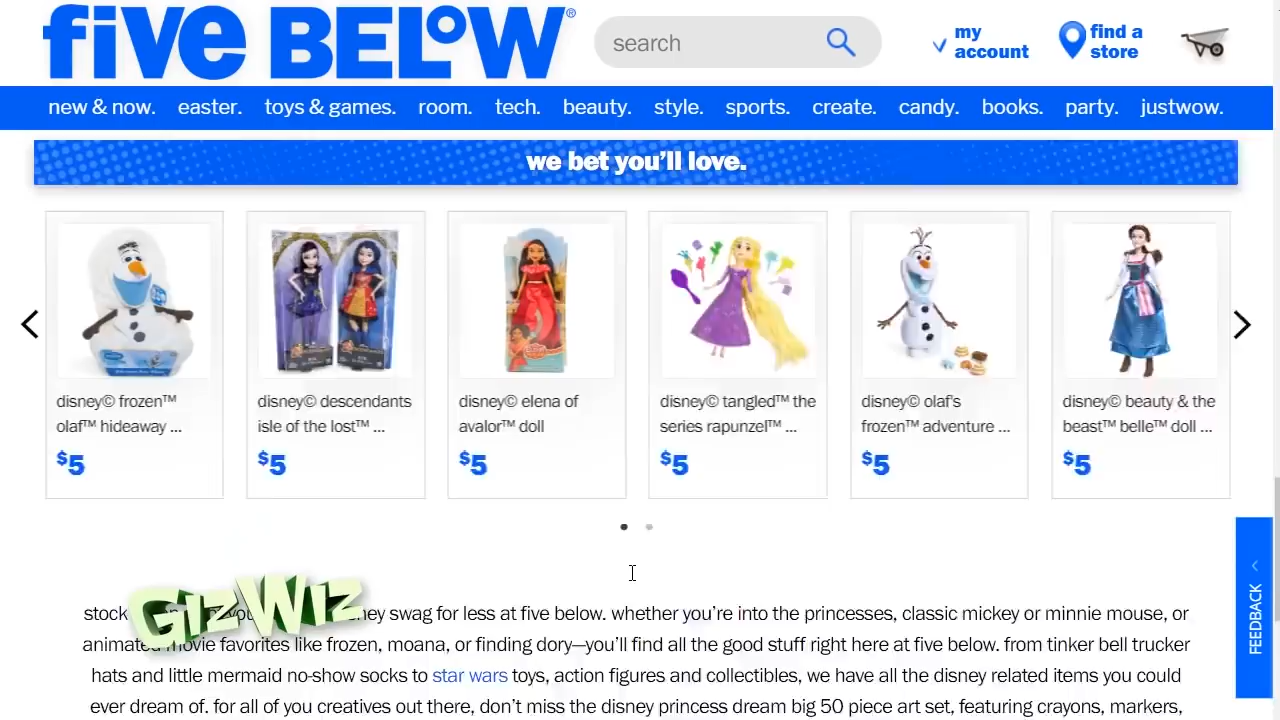 five BELOW®
search
my account
find a store
new & now. easter. toys & games. room. tech. beauty. style. sports. create. candy. books. party. justwow.
we bet you'll love.
disney© frozen™
olaf™ hideaway ...
$5
disney© descendants
isle of the lost™ ...
$5
disney© elena of
avalor™ doll
$5
disney© tangled™ the
series rapunzel™ ...
$5
disney© olaf's
frozen™ adventure ...
$5
disney© beauty & the
beast™ belle™ doll ...
$5
FEEDBACK
GizWiz
stock swag for less at five below. whether you're into the princesses, classic mickey or minnie mouse, or
animated movie favorites like frozen, moana, or finding dory—you'll find all the good stuff right here at five below. from tinker bell trucker
hats and little mermaid no-show socks to star wars toys, action figures and collectibles, we have all the disney related items you could
ever dream of. for all of you creatives out there, don't miss the disney princess dream big 50 piece art set, featuring crayons, markers,